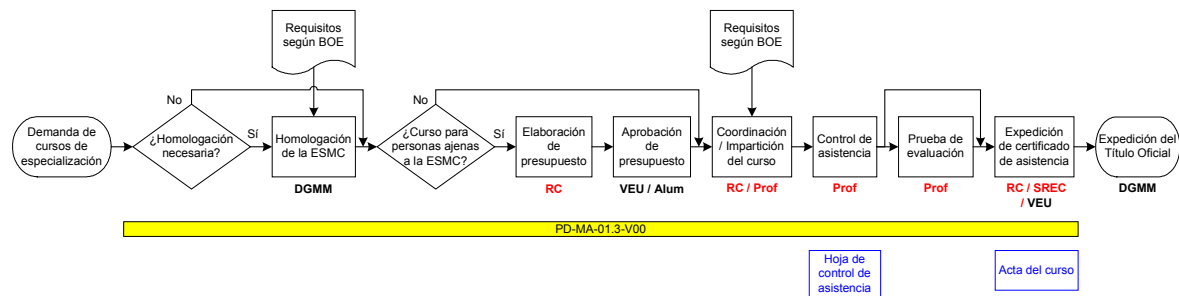 Requisitos
según BOE
Requisitos
según BOE
No
No
Demanda de
cursos de
especialización
¿Homologación
necesaria?
Sí
Homologación
de la ESMC
¿Curso para
personas ajenas
a la ESMC?
Sí
Elaboración
de
presupuesto
Aprobación
de
presupuesto
Coordinación
/ Impartición
del curso
Control de
asistencia
Prueba de
evaluación
Expedición
de certificado
de asistencia
Expedición del
Título Oficial
DGMM
RC
VEU / Alum
RC / Prof
Prof
Prof
RC / SREC
/ VEU
DGMM
PD-MA-01.3-V00
Hoja de
control de
asistencia
Acta del curso